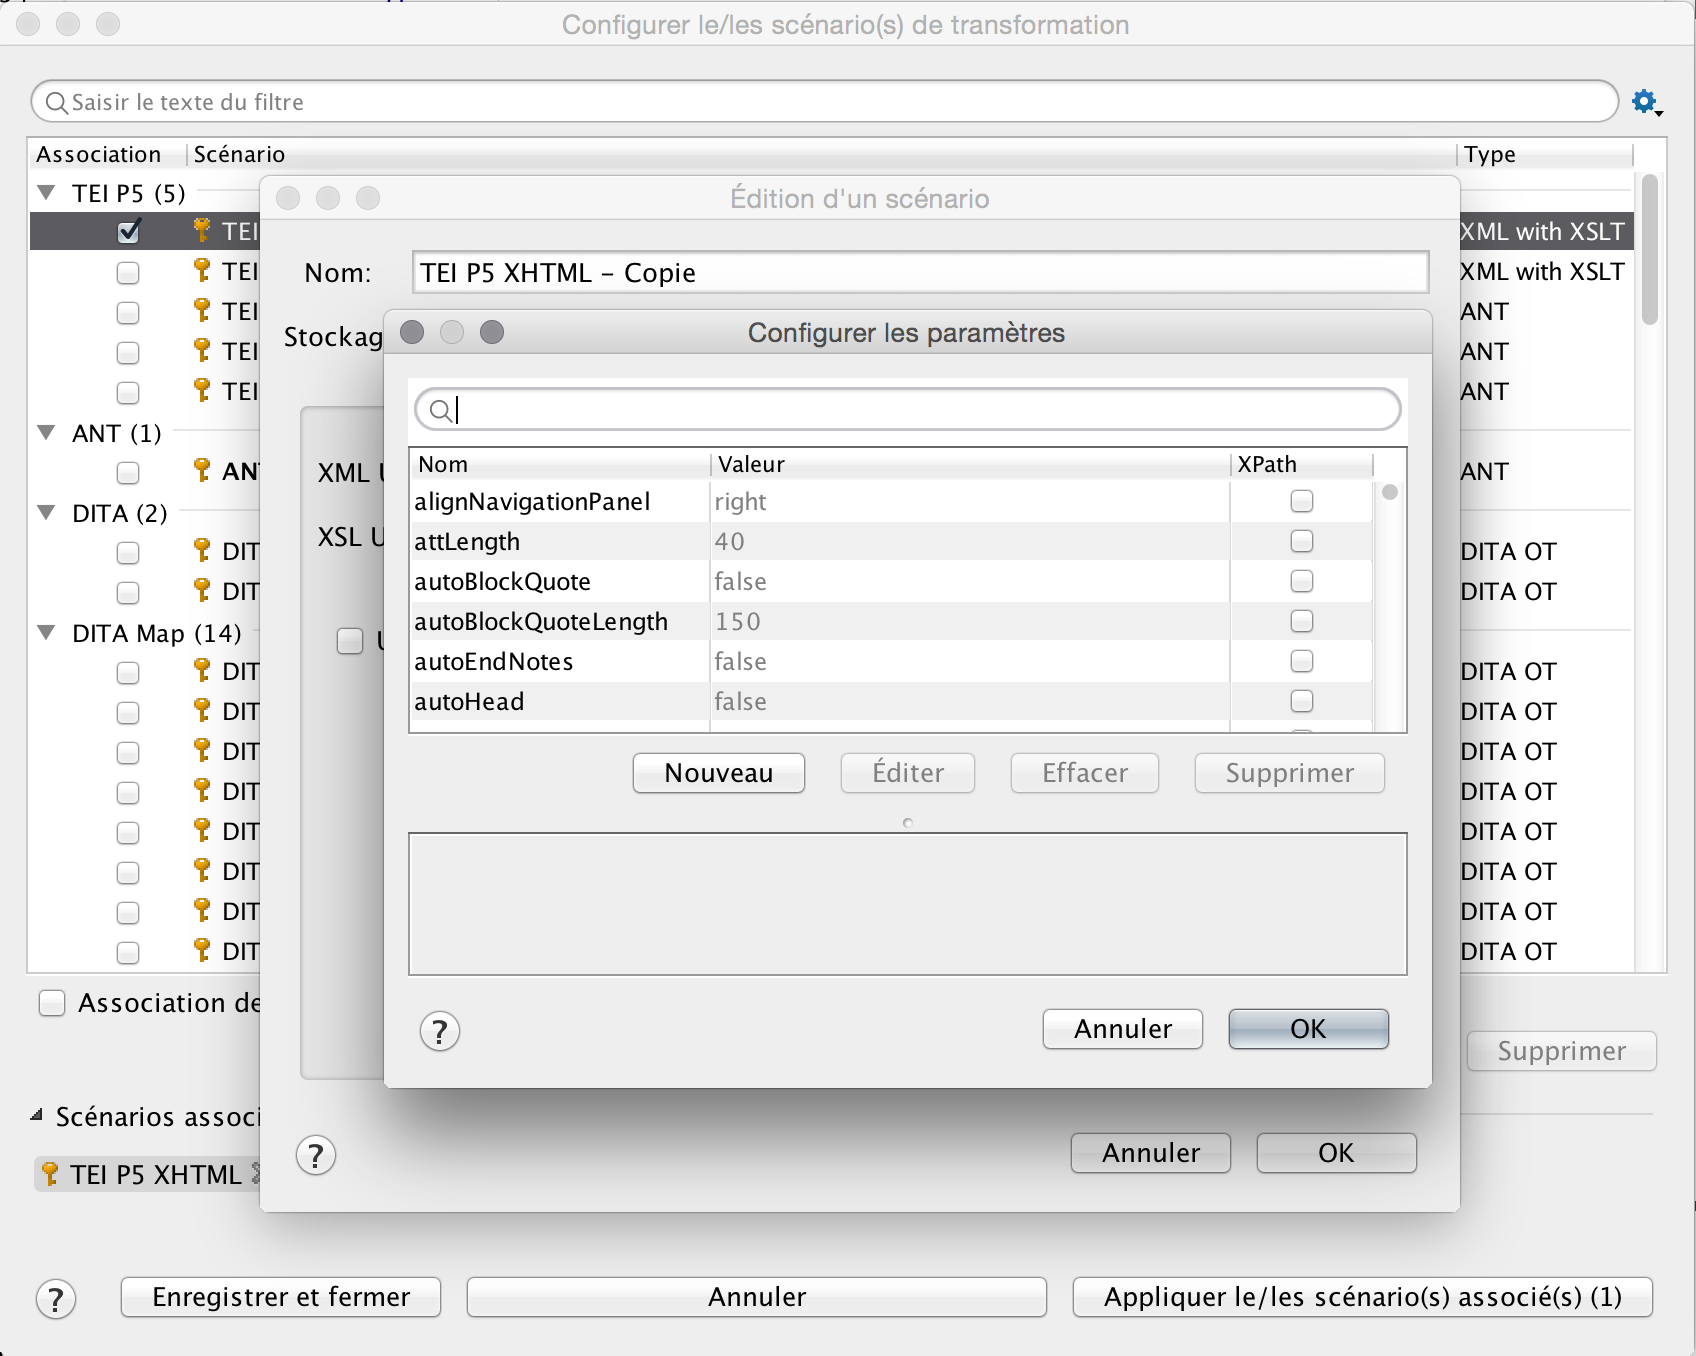 Configurer le/les scénario(s) de transformation
Saisir le texte du filtre
Association Scénario Type
TEI P5 (5)
Édition d'un scénario
TEI XML with XSLT
TEI XML with XSLT
Nom: TEI P5 XHTML – Copie
TEI ANT
Stockag
Configurer les paramètres
TEI ANT
TEI ANT
ANT (1)
Nom Valeur XPath
XML U
AN ANT
alignNavigationPanel right
DITA (2)
XSL U
attLength 40
DIT DITA OT
autoBlockQuote false
DIT DITA OT
autoBlockQuoteLength 150
DITA Map (14)
autoEndNotes false
DIT DITA OT
autoHead false
DIT DITA OT
DIT DITA OT
Nouveau Éditer Effacer Supprimer
DIT DITA OT
DIT DITA OT
DIT DITA OT
DIT DITA OT
DIT DITA OT
Association de
? Annuler OK
Supprimer
Scénarios associ
? Annuler OK
TEI P5 XHTML
? Enregistrer et fermer Annuler Appliquer le/les scénario(s) associé(s) (1)